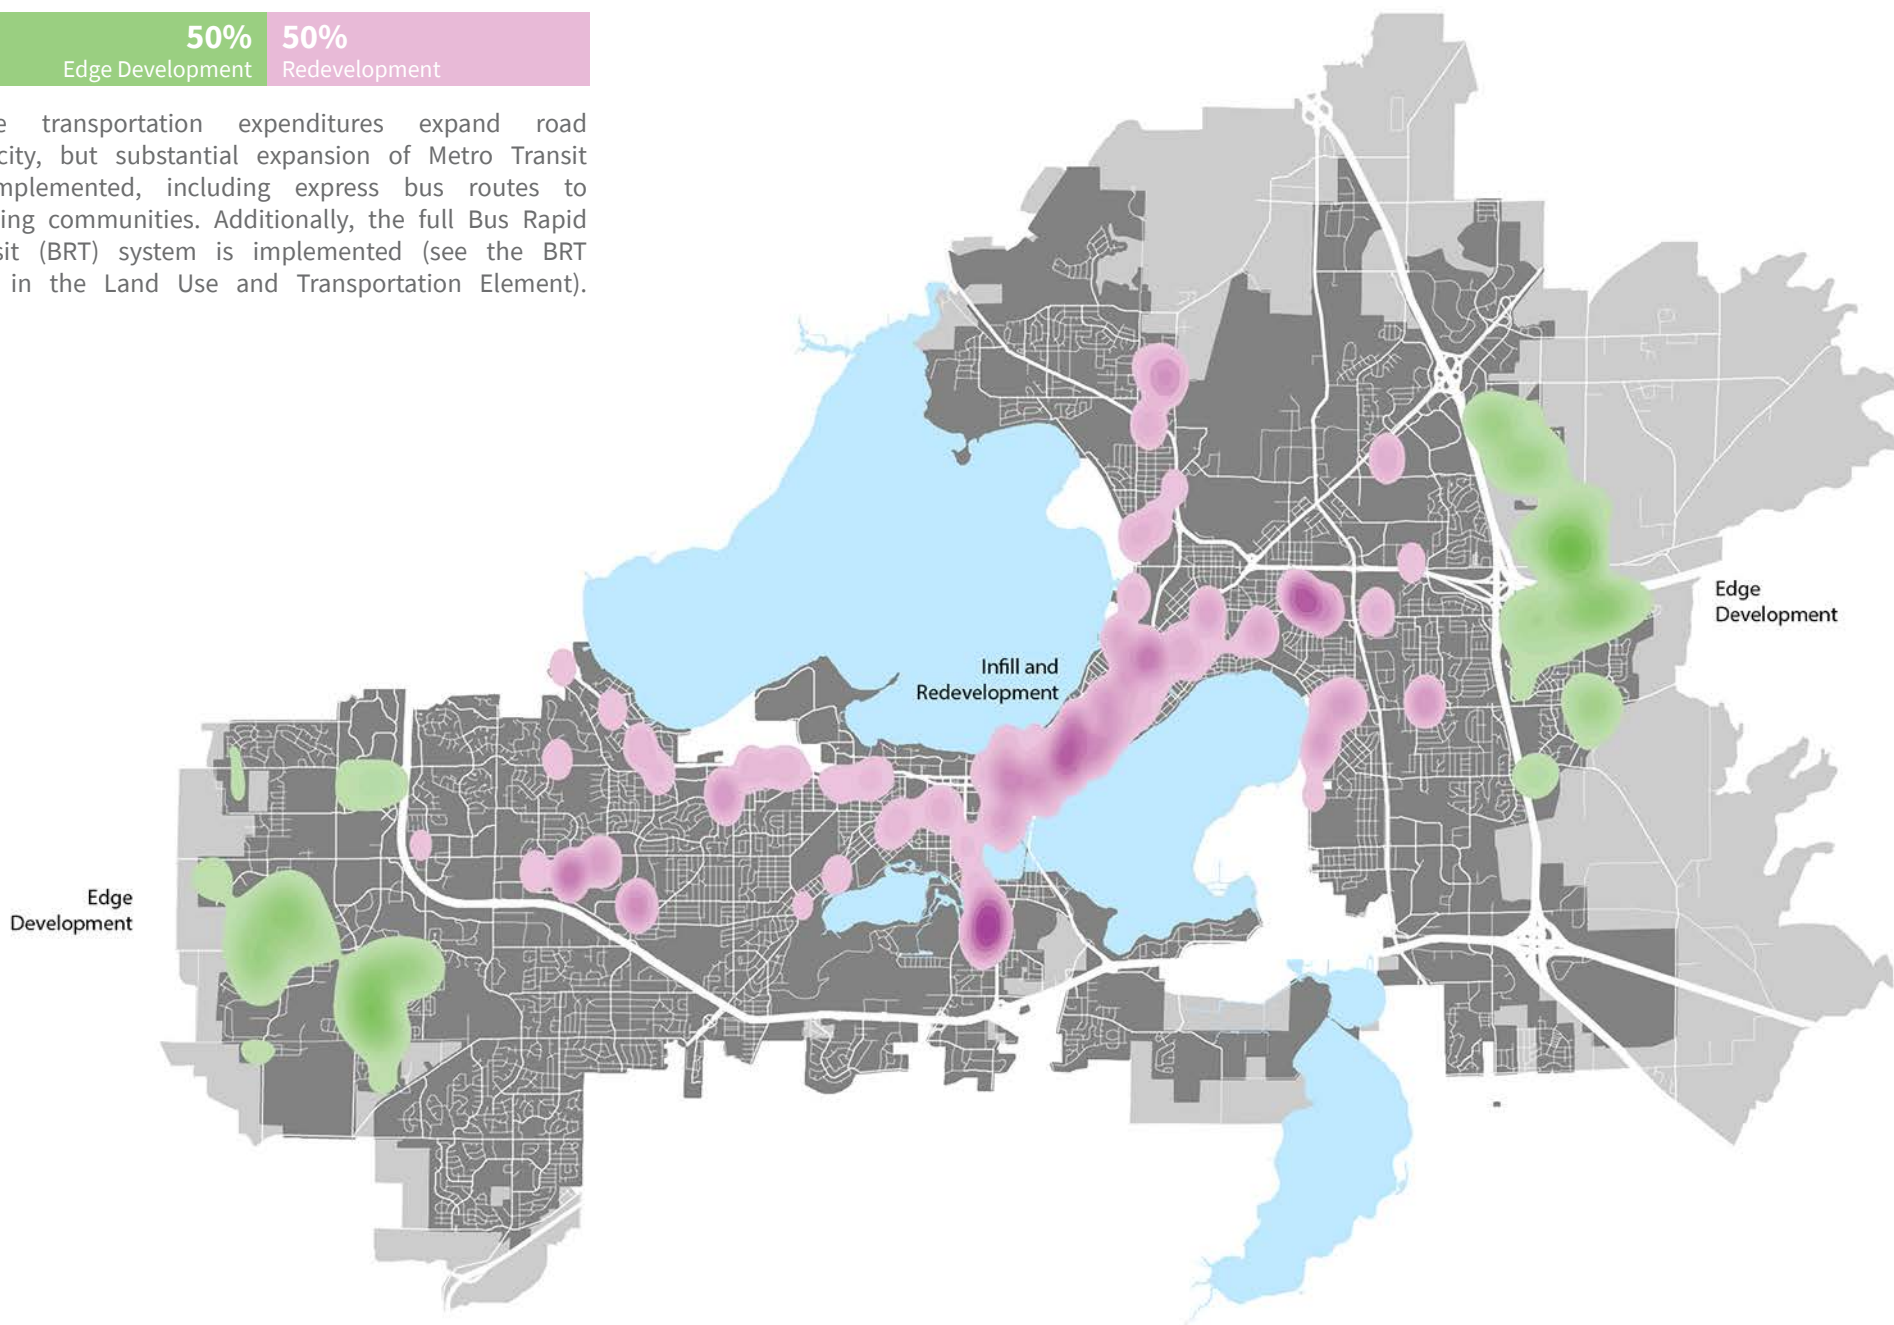 50% 50%
Edge Development Redevelopment
transportation expenditures expand road
but substantial expansion of Metro Transit
including express bus routes to
communities. Additionally, the full Bus Rapid
(BRT) system is implemented (see the BRT
in the Land Use and Transportation Element).
Edge
Development
Infill and
Redevelopment
Edge
Development